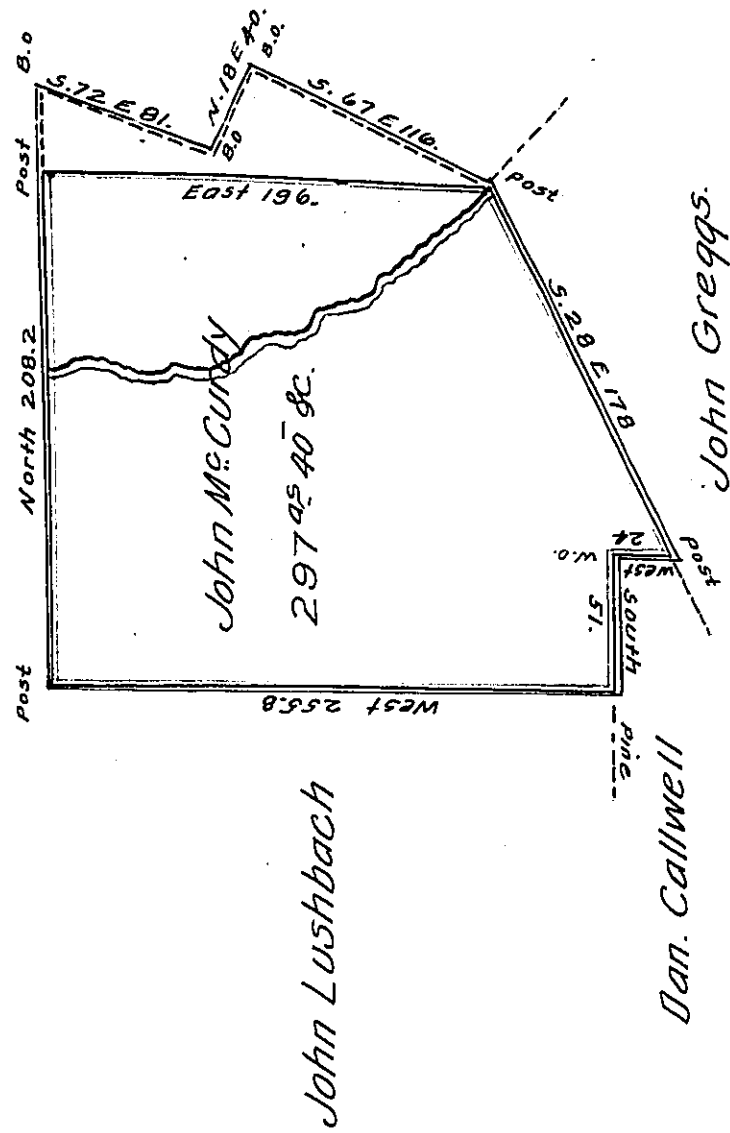 B.O
S.72 E 81.
N.18 E 40.
B.O
B.O.
S.67 E 116.
Post
East 196.
Post
North 208.2
John McCurdy
297 as 40 &c.
S.28 E 178
John Greggs.
W.O.
24
West
Post
51.
South
Post
West 255.8
Pine
John Lushbach
Dan. Callwell